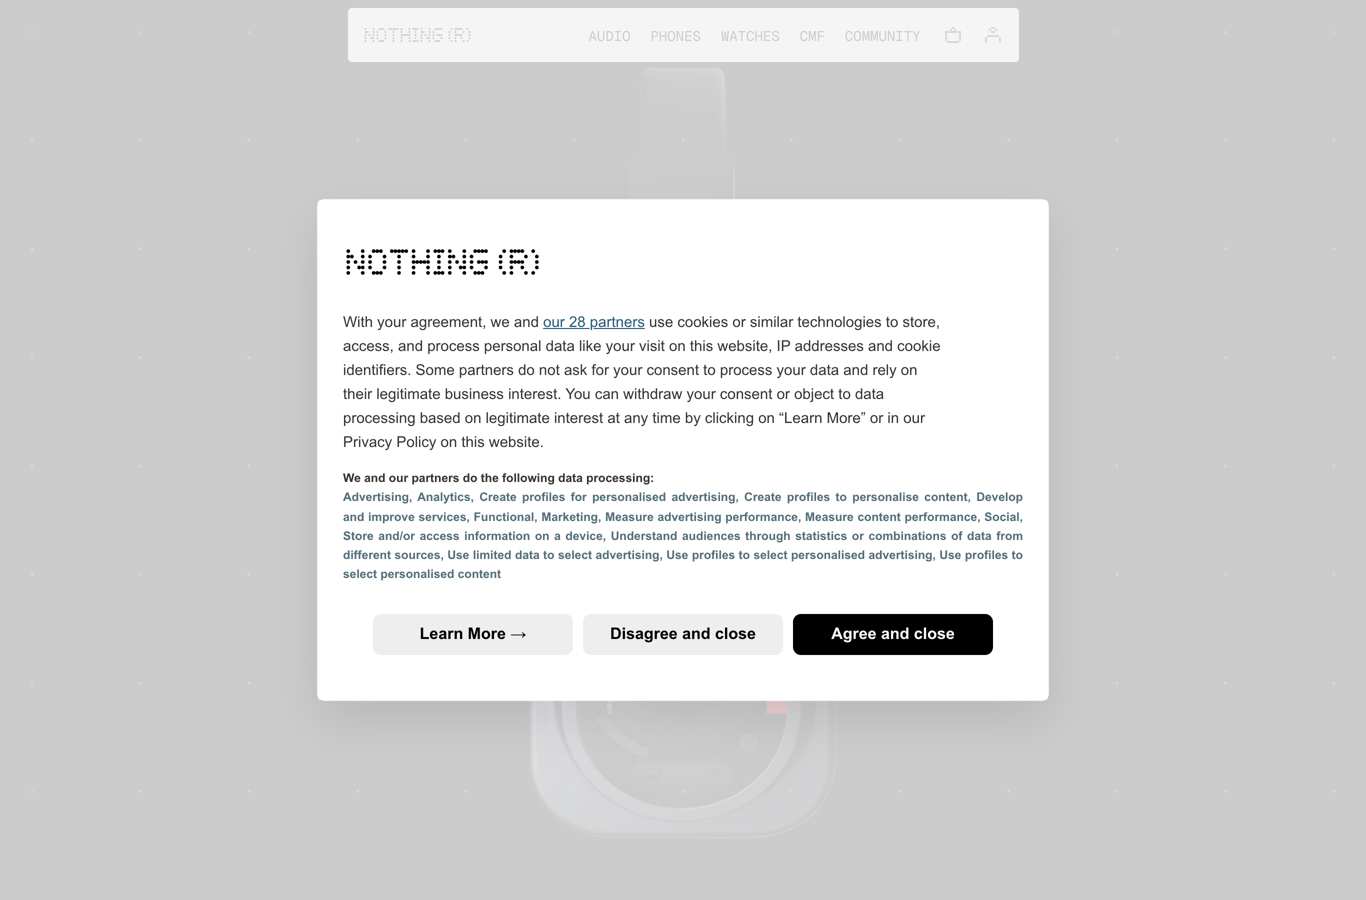 NOTHING (R) AUDIO PHONES WATCHES CMF COMMUNITY
NOTHING (R)
With your agreement, we and our 28 partners use cookies or similar technologies to store,
access, and process personal data like your visit on this website, IP addresses and cookie
identifiers. Some partners do not ask for your consent to process your data and rely on
their legitimate business interest. You can withdraw your consent or object to data
processing based on legitimate interest at any time by clicking on “Learn More” or in our
Privacy Policy on this website.
We and our partners do the following data processing:
Advertising, Analytics, Create profiles for personalised advertising, Create profiles to personalise content, Develop
and improve services, Functional, Marketing, Measure advertising performance, Measure content performance, Social,
Store and/or access information on a device, Understand audiences through statistics or combinations of data from
different sources, Use limited data to select advertising, Use profiles to select personalised advertising, Use profiles to
select personalised content
Learn More → Disagree and close Agree and close